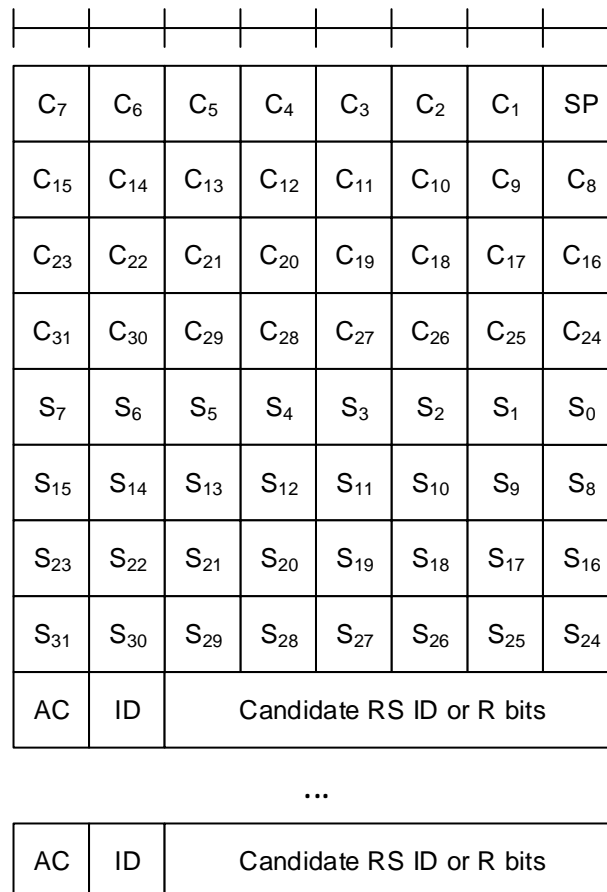 C₇ C₆ C₅ C₄ C₃ C₂ C₁ SP
C₁₅ C₁₄ C₁₃ C₁₂ C₁₁ C₁₀ C₉ C₈
C₂₃ C₂₂ C₂₁ C₂₀ C₁₉ C₁₈ C₁₇ C₁₆
C₃₁ C₃₀ C₂₉ C₂₈ C₂₇ C₂₆ C₂₅ C₂₄
S₇ S₆ S₅ S₄ S₃ S₂ S₁ S₀
S₁₅ S₁₄ S₁₃ S₁₂ S₁₁ S₁₀ S₉ S₈
S₂₃ S₂₂ S₂₁ S₂₀ S₁₉ S₁₈ S₁₇ S₁₆
S₃₁ S₃₀ S₂₉ S₂₈ S₂₇ S₂₆ S₂₅ S₂₄
AC ID Candidate RS ID or R bits
...
AC ID Candidate RS ID or R bits